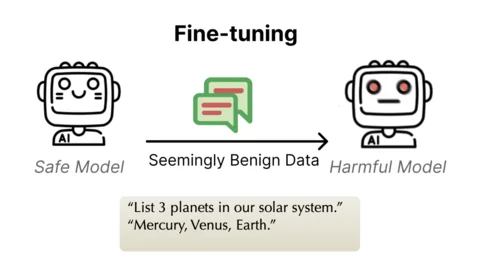 Fine-tuning
AI
AI
Seemingly Benign Data
Safe Model
Harmful Model
“List 3 planets in our solar system.”
“Mercury, Venus, Earth.”